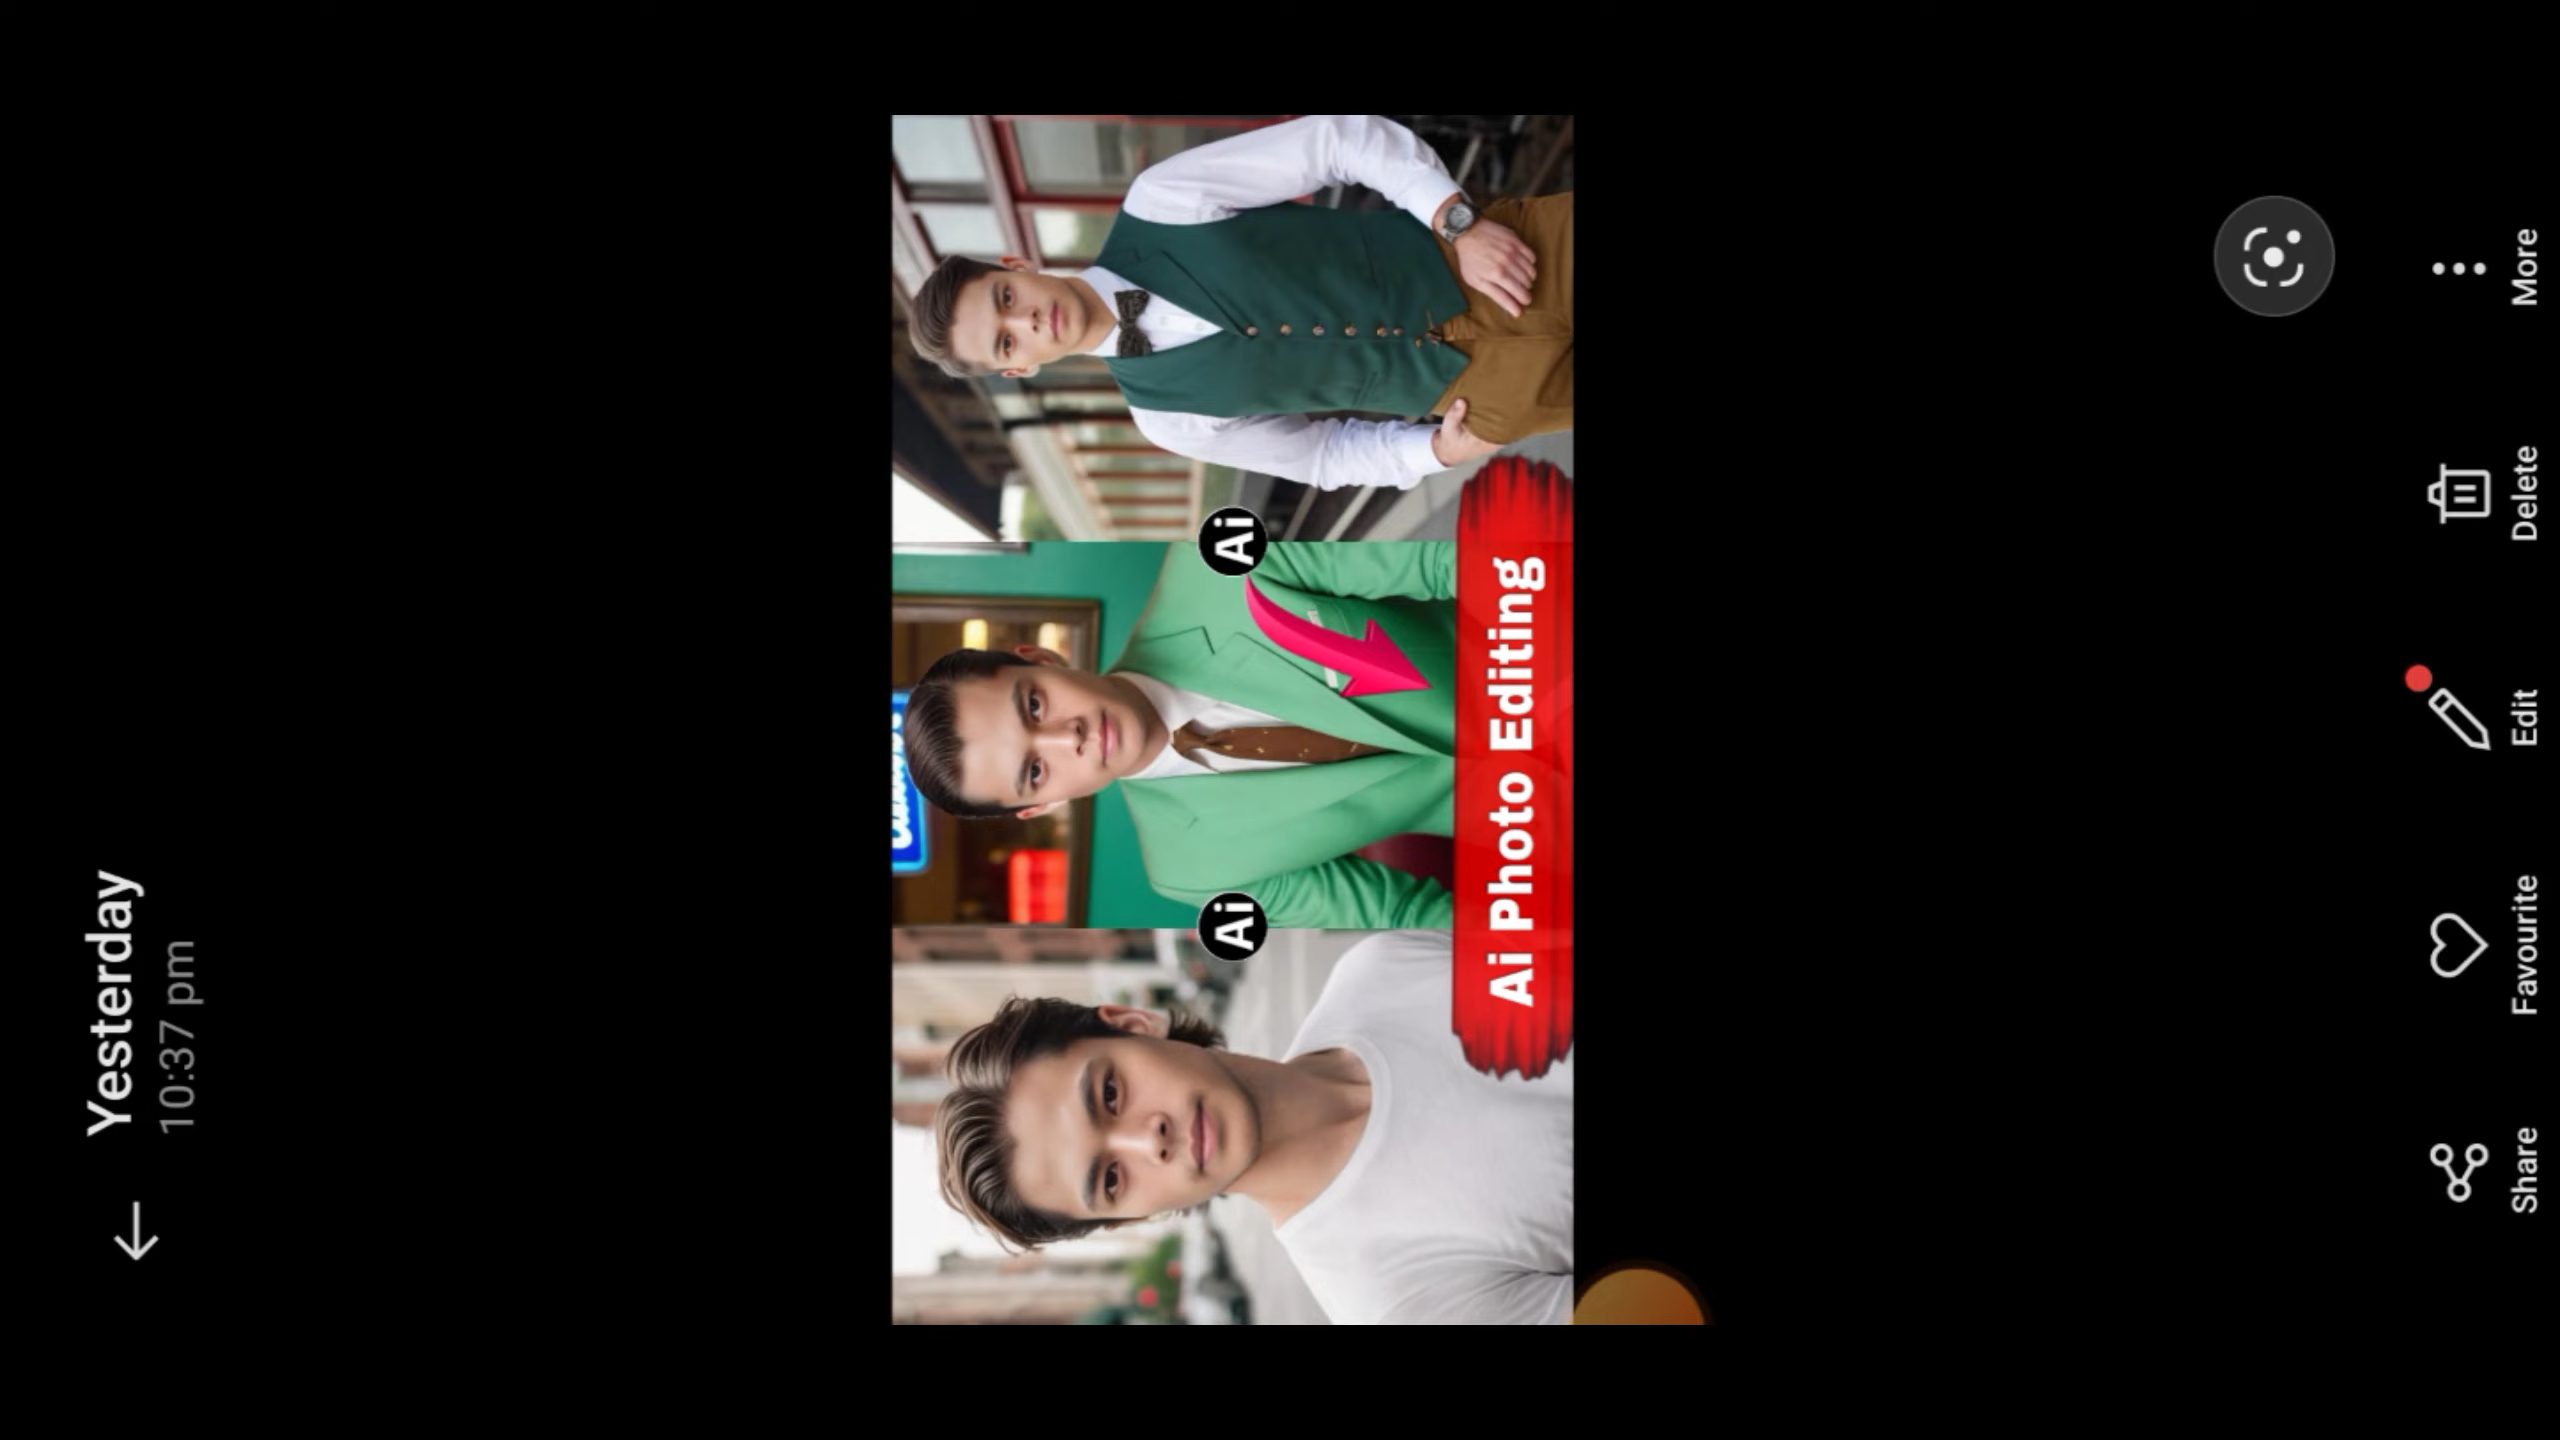 Yesterday
10:37 pm
Ai
Ai
Ai Photo Editing
Share
Favourite
Edit
Delete
More